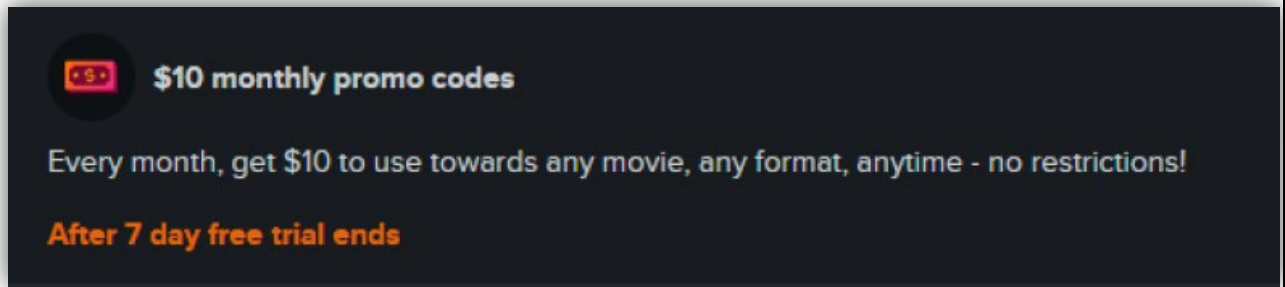 $10 monthly promo codes
Every month, get $10 to use towards any movie, any format, anytime - no restrictions!
After 7 day free trial ends